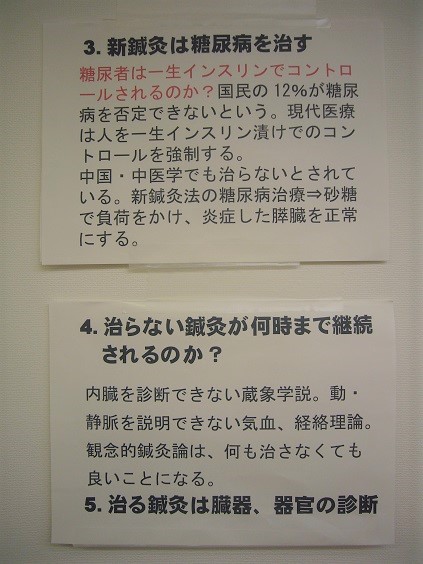 3. 新鍼灸は糖尿病を治す
糖尿者は一生インスリンでコントロ
ールされるのか？国民の12%が糖尿
病を否定できないという。現代医療
は人を一生インスリン漬けでのコン
トロールを強制する。
中国・中医学でも治らないとされて
いる。新鍼灸法の糖尿病治療⇒砂糖
で負荷をかけ、炎症した膵臓を正常
にする。
4. 治らない鍼灸が何時まで継続
されるのか？
内臓を診断できない蔵象学説。動・
静脈を説明できない気血、経絡理論。
観念的鍼灸論は、何も治さなくても
良いことになる。
5. 治る鍼灸は臓器、器官の診断